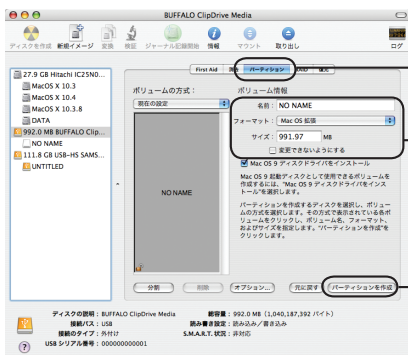 BUFFALO ClipDrive Media
ディスクを作成 新規イメージ 変換 検証 ジャーナル記録開始 情報 マウント 取り出し ログ
First Aid 消去 パーティション RAID 復元
27.9 GB Hitachi IC25N0...
MacOS X 10.3
MacOS X 10.4
MacOS X 10.3.8
DATA
992.0 MB BUFFALO Clip...
NO NAME
111.8 GB USB-HS SAMS...
UNTITLED
ボリュームの方式：
現在の設定
NO NAME
ボリューム情報
名前： NO NAME
フォーマット： Mac OS 拡張
サイズ： 991.97 MB
変更できないようにする
Mac OS 9 ディスクドライバをインストール
Mac OS 9 起動ディスクとして使用できるボリュームを
作成するには、"Mac OS 9 ディスクドライバをインス
トール"を選択します。
パーティションを作成するディスクを選択し、ボリュー
ムの方式を選択します。その方式で表示されている各ボ
リュームをクリックし、ボリューム名、フォーマット、
およびサイズを指定します。"パーティションを作成"を
クリックします。
分割 削除 オプション... 元に戻す パーティションを作成
ディスクの説明：BUFFALO ClipDrive Media 総容量：992.0 MB（1,040,187,392 バイト）
接続バス：USB 読み書き設定：読み込み／書き込み
接続のタイプ：外付け S.M.A.R.T. 状況：非対応
USB シリアル番号：000000000001